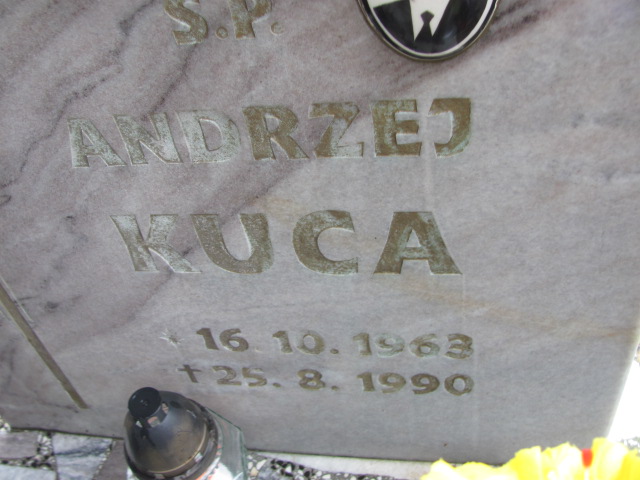 S.P.
ANDRZEJ
KUCA
* 16. 10. 1963
† 25. 8. 1990